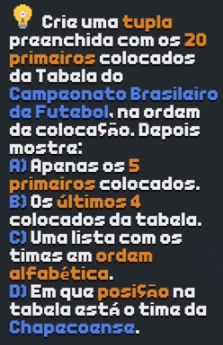 Crie uma tupla
preenchida com os 20
primeiros colocados
da Tabela do
Campeonato Brasileiro
de Futebol, na ordem
de colocação. Depois
mostre:
A) Apenas os 5
primeiros colocados.
B) Os últimos 4
colocados da tabela.
C) Uma lista com os
times em ordem
alfabética.
D) Em que posição na
tabela está o time da
Chapecoense.